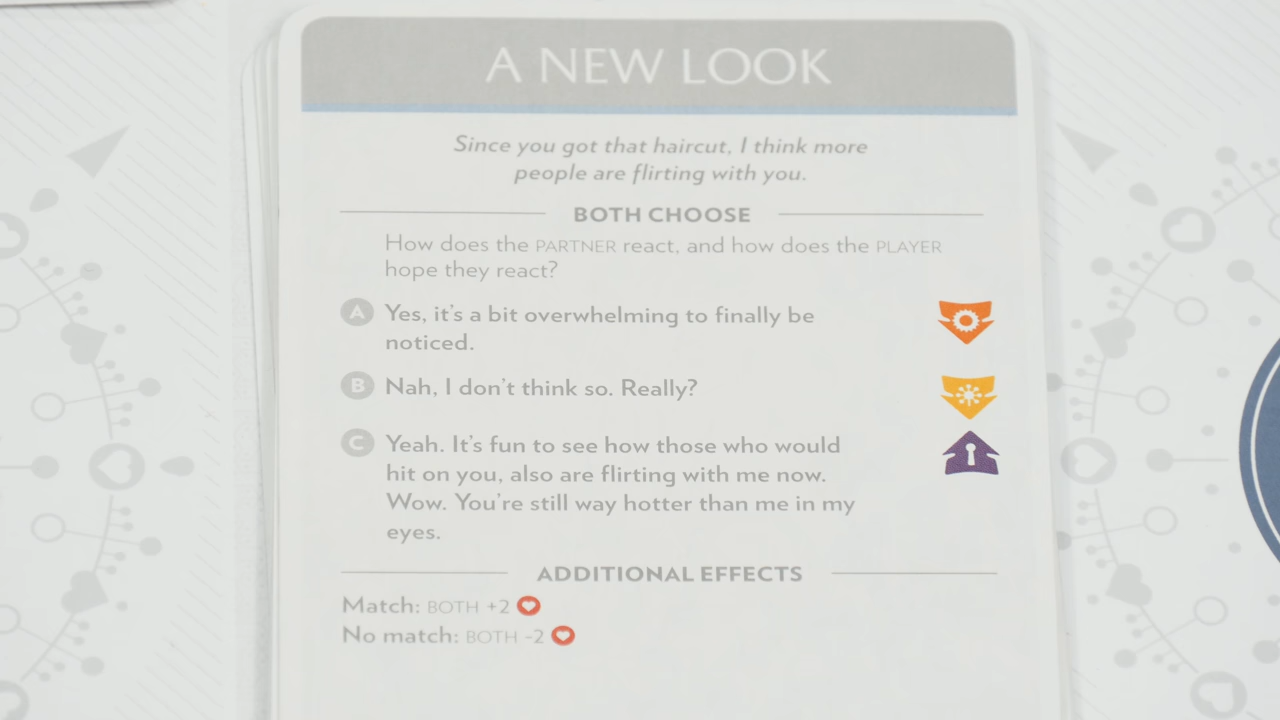 A NEW LOOK
Since you got that haircut, I think more
people are flirting with you.
BOTH CHOOSE
How does the PARTNER react, and how does the PLAYER
hope they react?
A Yes, it's a bit overwhelming to finally be
noticed.
B Nah, I don't think so. Really?
C Yeah. It's fun to see how those who would
hit on you, also are flirting with me now.
Wow. You're still way hotter than me in my
eyes.
ADDITIONAL EFFECTS
Match: BOTH +2
No match: BOTH -2